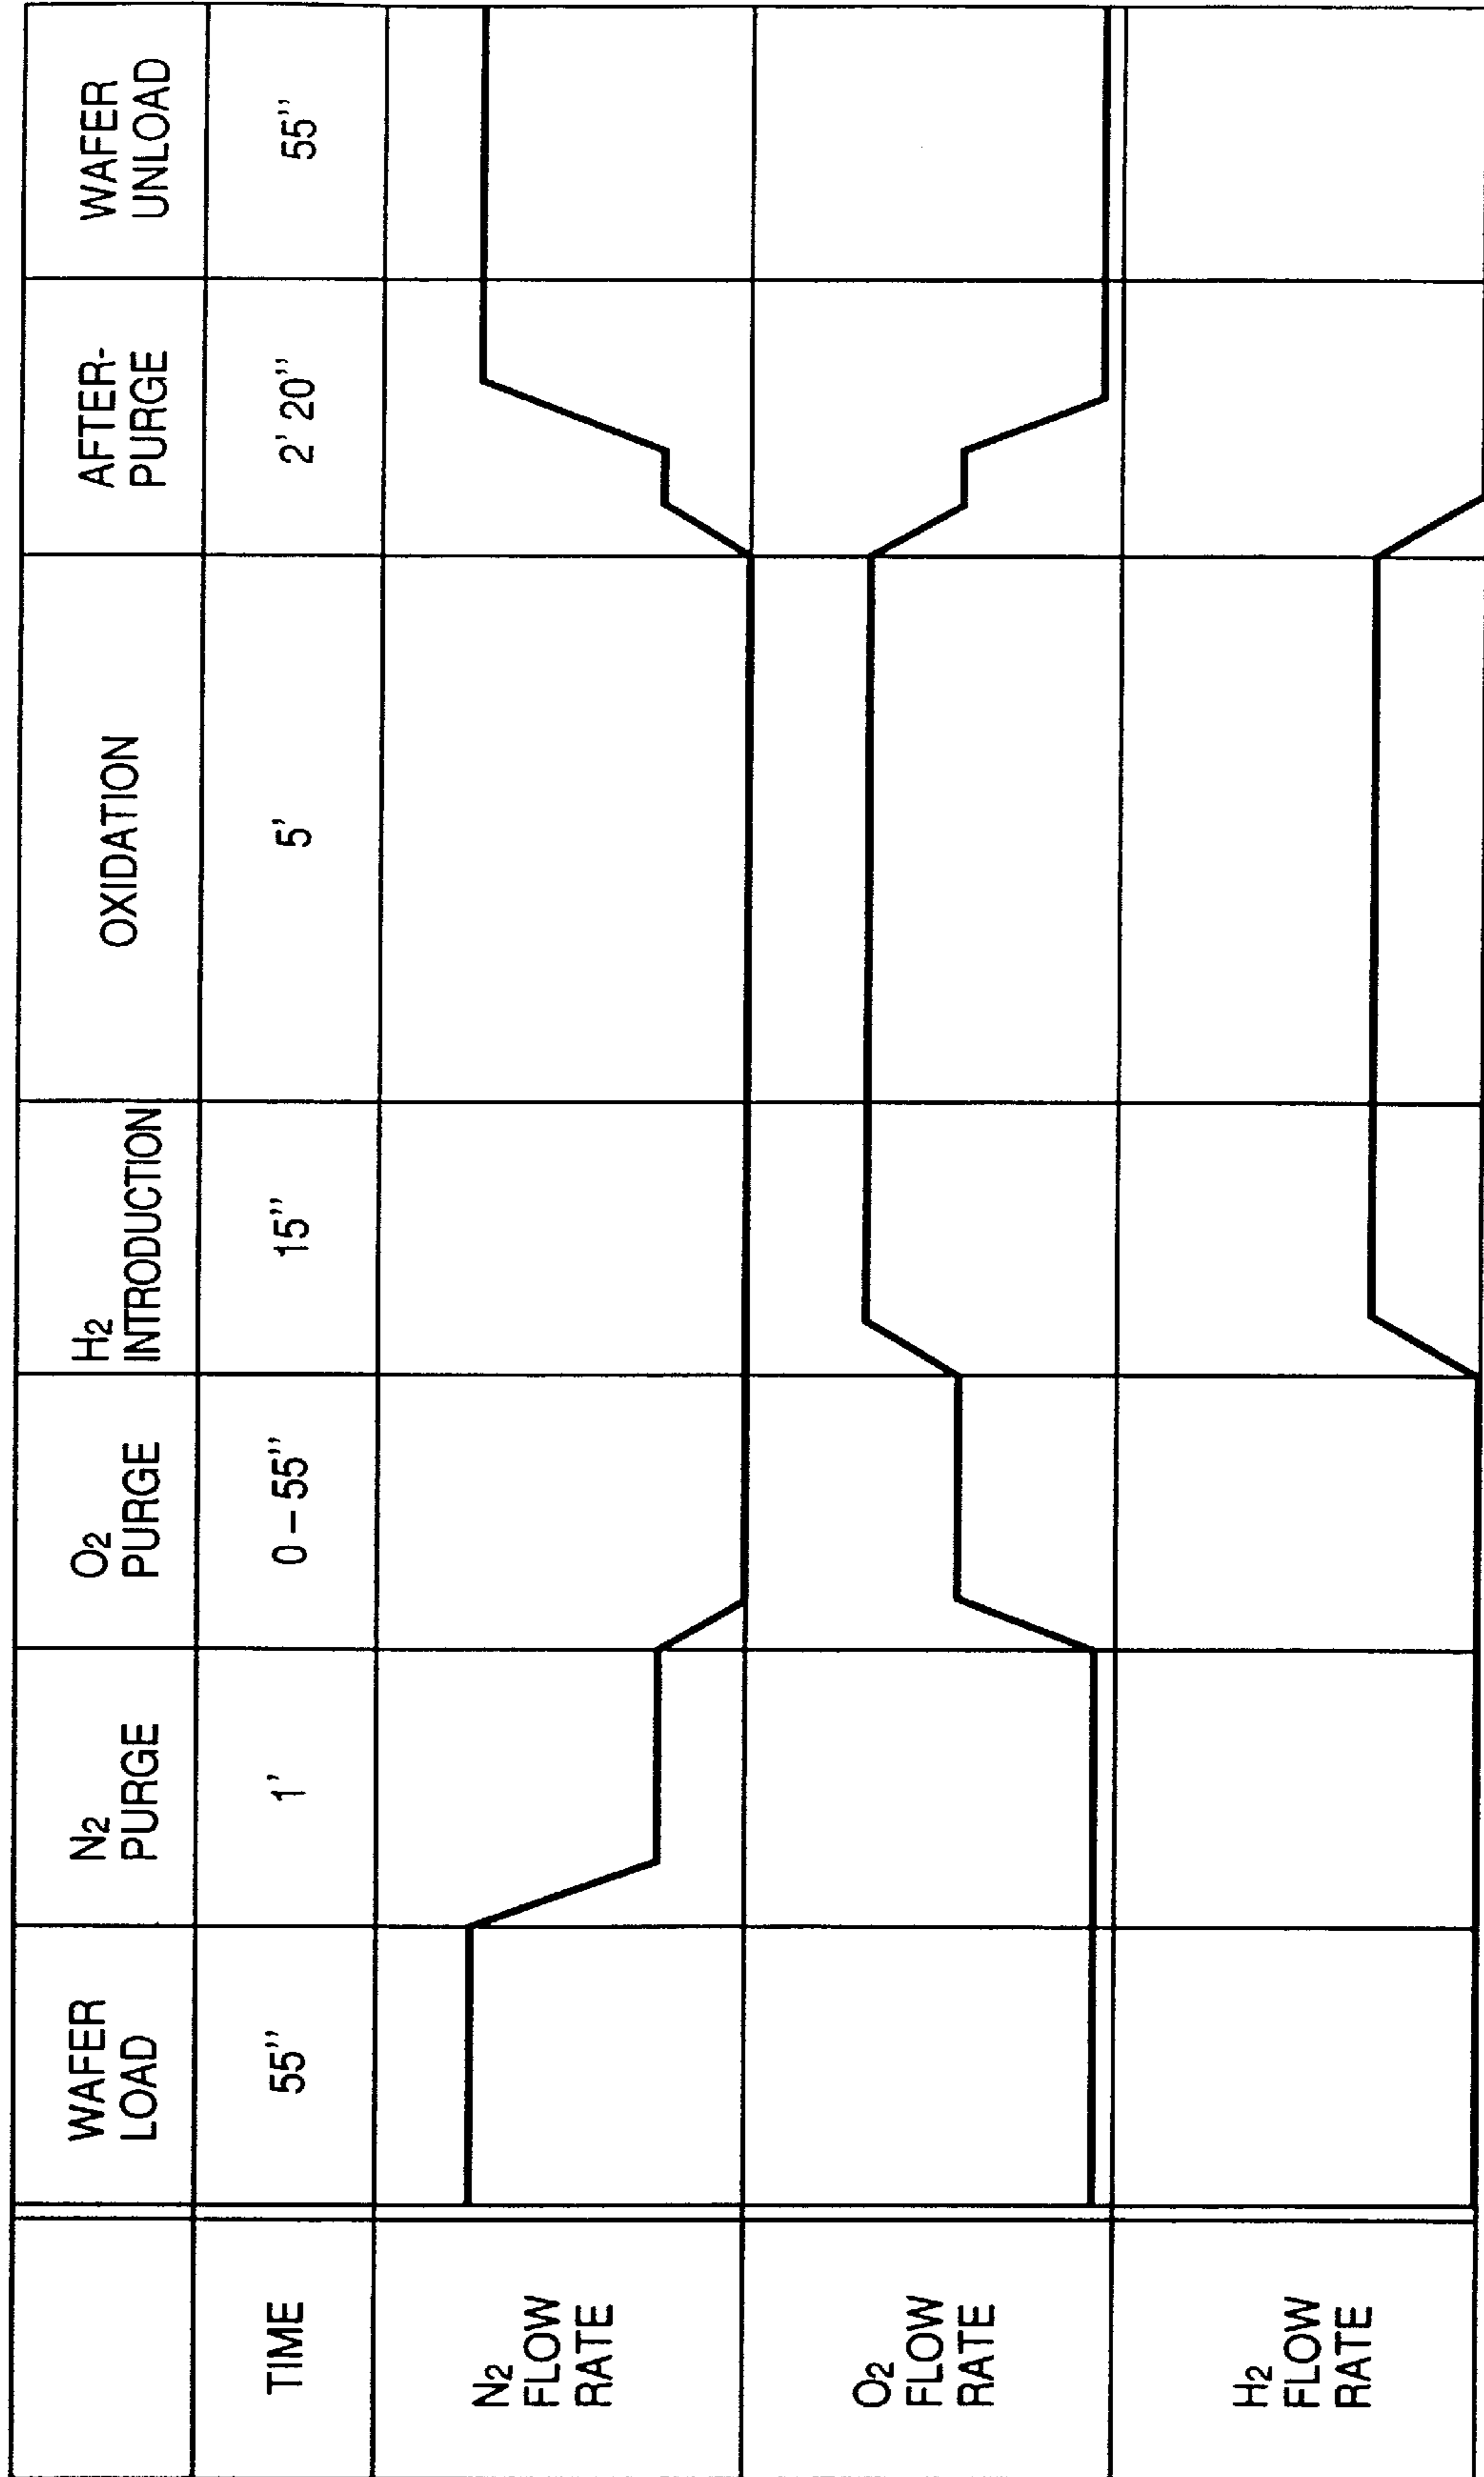 WAFER
LOAD
N2
PURGE
O2
PURGE
H2
INTRODUCTION
OXIDATION
AFTER-
PURGE
WAFER
UNLOAD
TIME
55"
1'
0 – 55"
15"
5'
2' 20"
55"
N2
FLOW
RATE
O2
FLOW
RATE
H2
FLOW
RATE